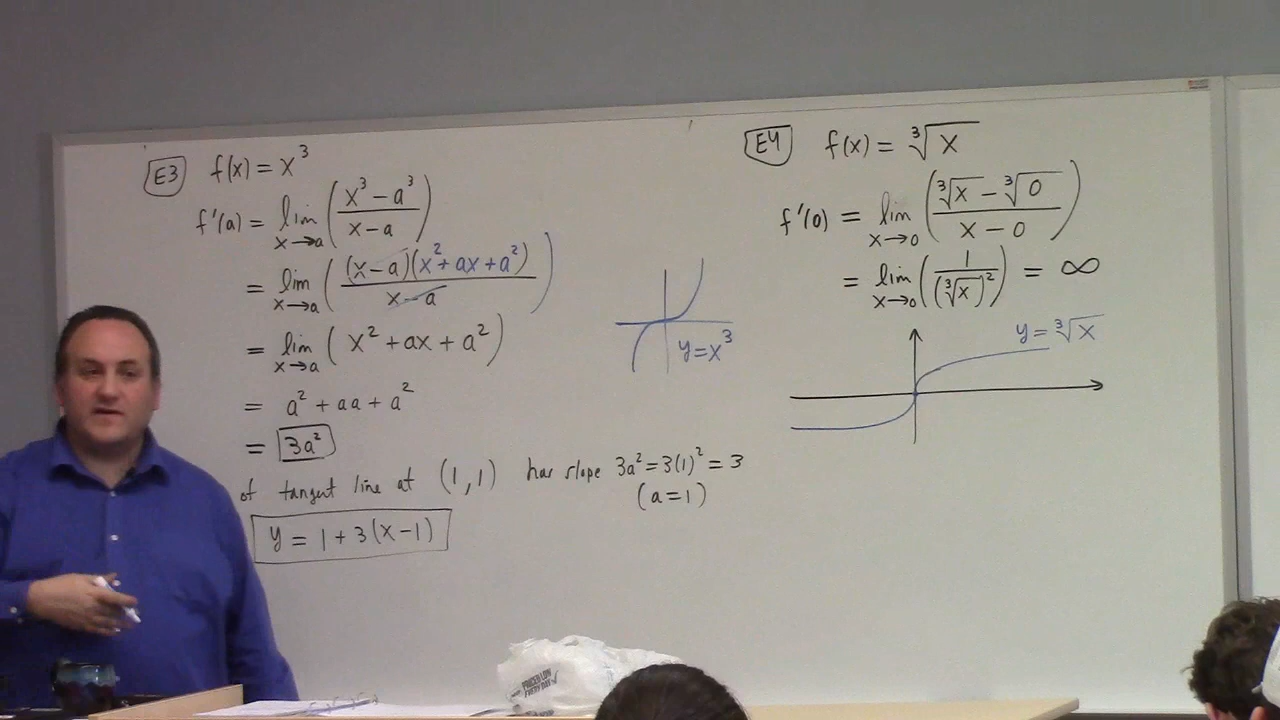 E3 f(x) = x³
f'(a) = lim x→a ( (x³ − a³) / (x − a) )
= lim x→a ( (x−a)(x² + ax + a²) / (x−a) )
= lim x→a ( x² + ax + a² )
= a² + aa + a²
= 3a²
of tangent line at (1,1) has slope 3a² = 3(1)² = 3
(a=1)
y = 1 + 3(x−1)
y = x³
E4 f(x) = ∛x
f'(0) = lim x→0 ( (∛x − ∛0) / (x − 0) )
= lim x→0 ( 1 / (∛x)² ) = ∞
y = ∛x
EVERY DAY